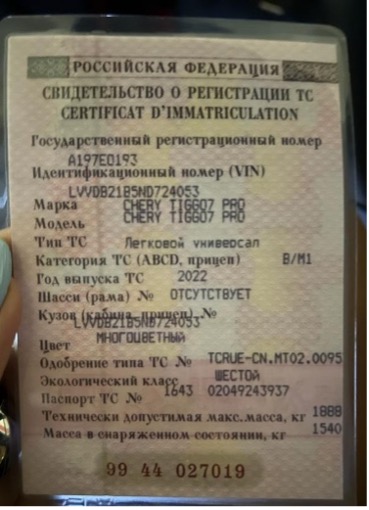 РОССИЙСКАЯ ФЕДЕРАЦИЯ
СВИДЕТЕЛЬСТВО О РЕГИСТРАЦИИ ТС
CERTIFICAT D'IMMATRICULATION
Государственный регистрационный номер
А197ЕО193
Идентификационный номер (VIN)
LVVDB21B5ND724053
Марка CHERY TIGGO7 PRO
Модель CHERY TIGGO7 PRO
Тип ТС Легковой универсал
Категория ТС (ABCD, прицеп) B/M1
Год выпуска ТС 2022
Шасси (рама) № ОТСУТСТВУЕТ
Кузов (кабина, прицеп) №
LVVDB21B5ND724053
Цвет МНОГОЦВЕТНЫЙ
Одобрение типа ТС № TCRUE-CN.MT02.0095
Экологический класс ШЕСТОЙ
Паспорт ТС № 1643 02049243937
Технически допустимая макс.масса, кг 1888
Масса в снаряженном состоянии, кг 1540
99 44 027019